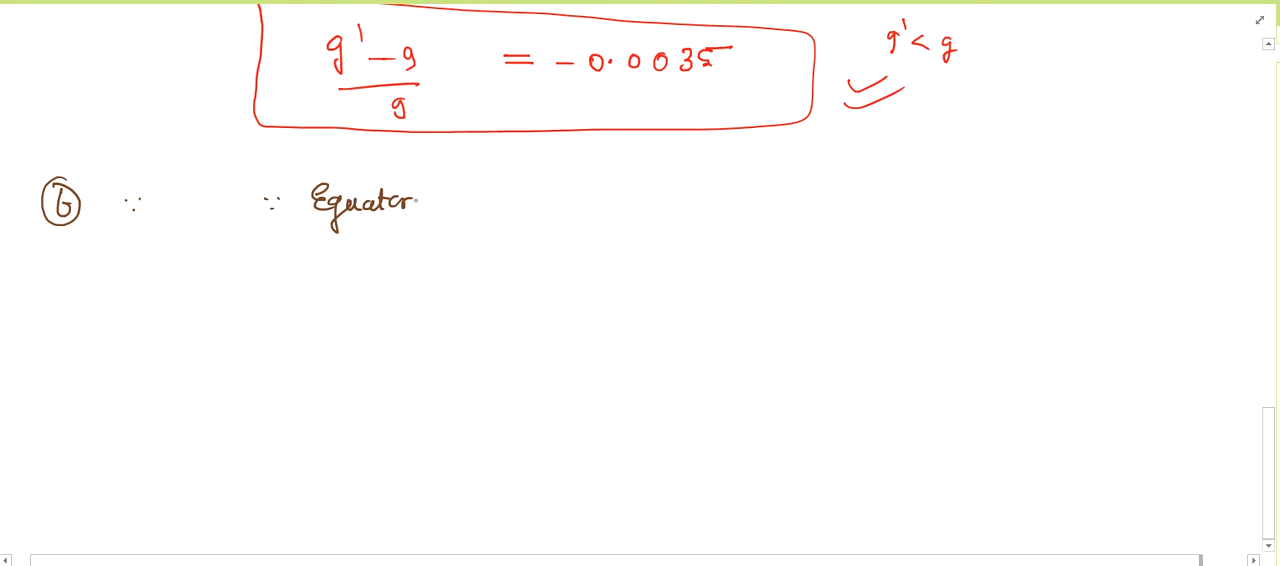 g' - g / g = - 0.0035
g' < g
(b) ∵ ∵ Equator